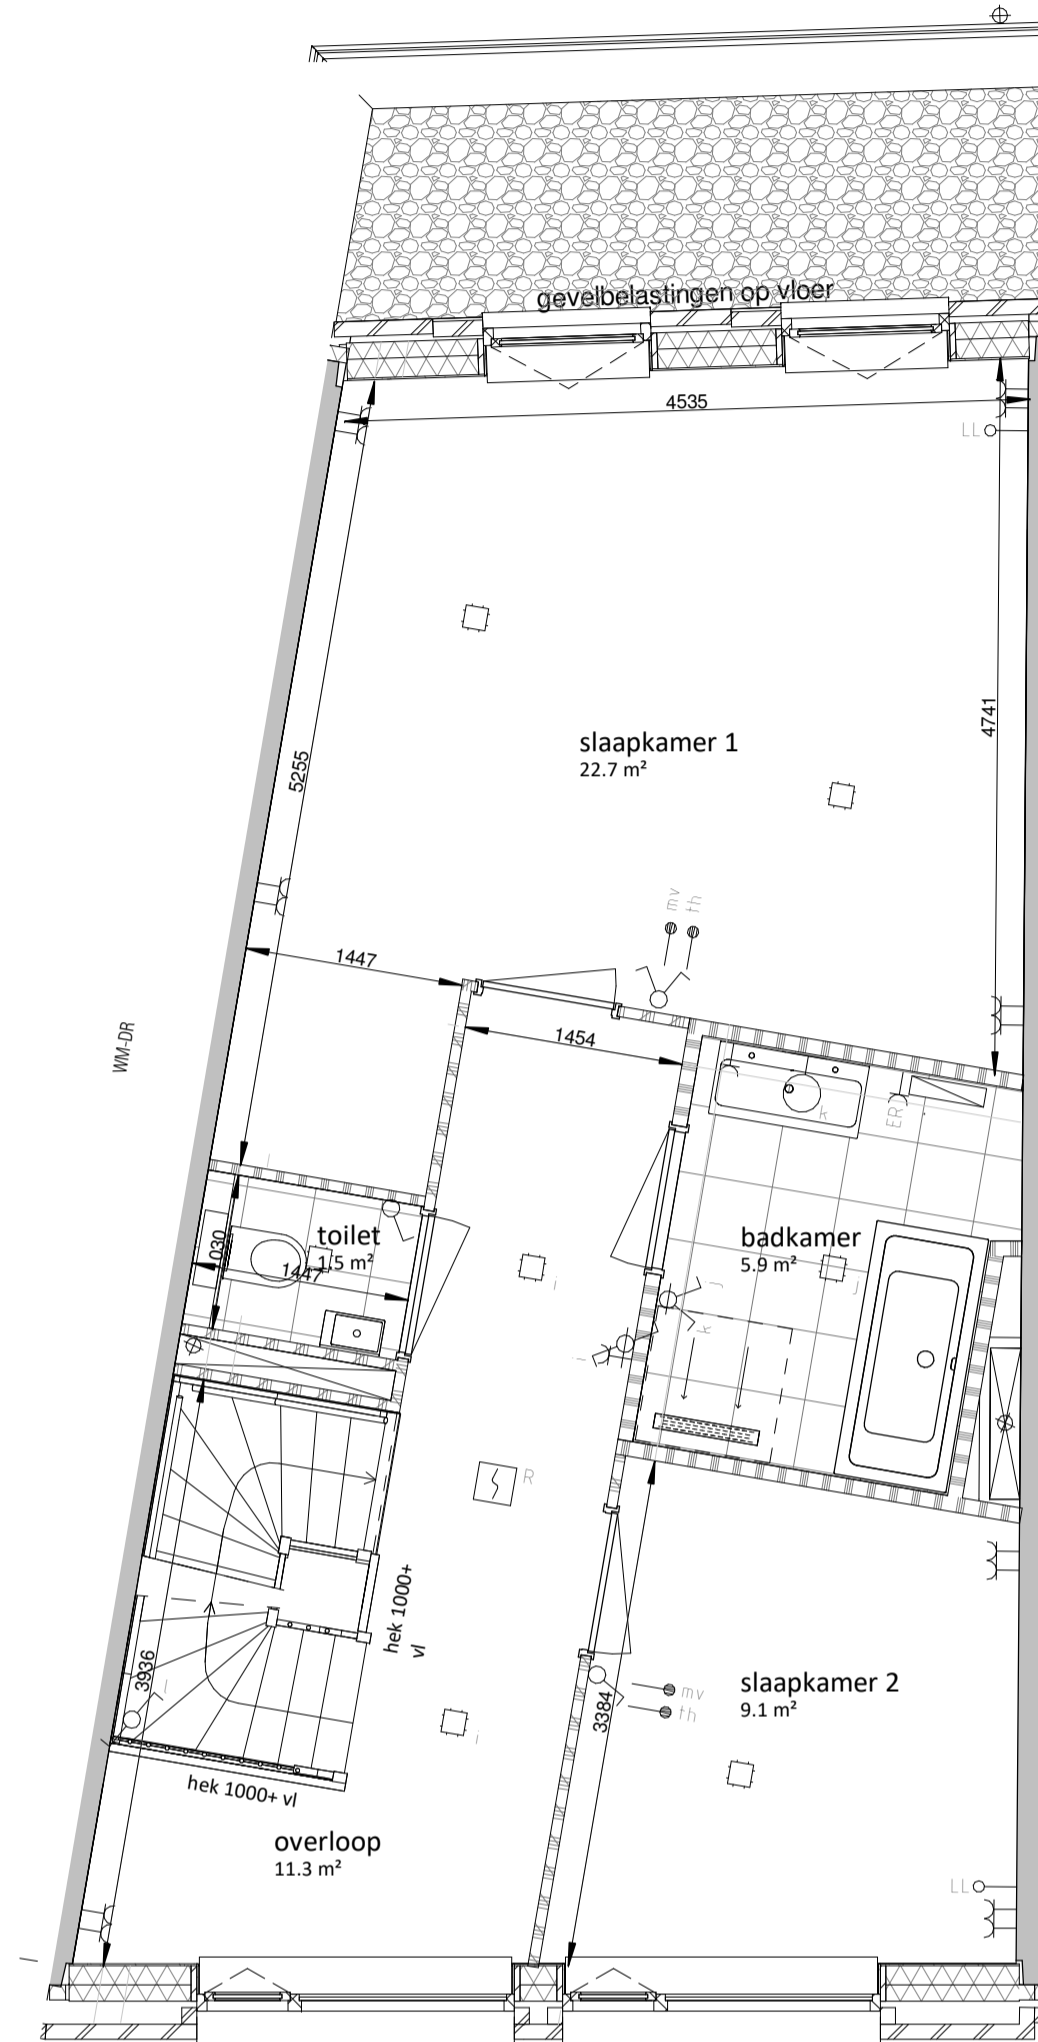 gevelbelastingen op vloer
4535
LL
5255
4741
slaapkamer 1
22.7 m²
mv
th
1447
1454
WM-DR
k
ER
toilet
1.5 m²
1030
1447
badkamer
5.9 m²
i
j
j
k
i
R
hek 1000+
vl
3936
i
3384
mv
th
slaapkamer 2
9.1 m²
i
hek 1000+ vl
overloop
11.3 m²
LL